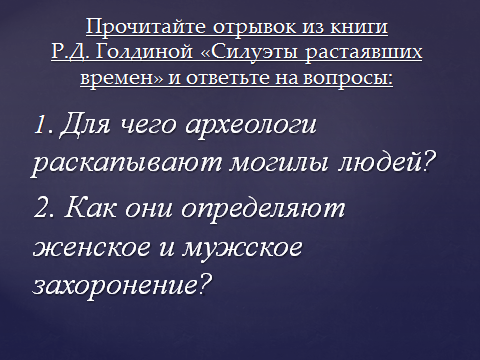 Прочитайте отрывок из книги
Р.Д. Голдиной «Силуэты растаявших
времен» и ответьте на вопросы:
1. Для чего археологи
раскапывают могилы людей?
2. Как они определяют
женское и мужское
захоронение?